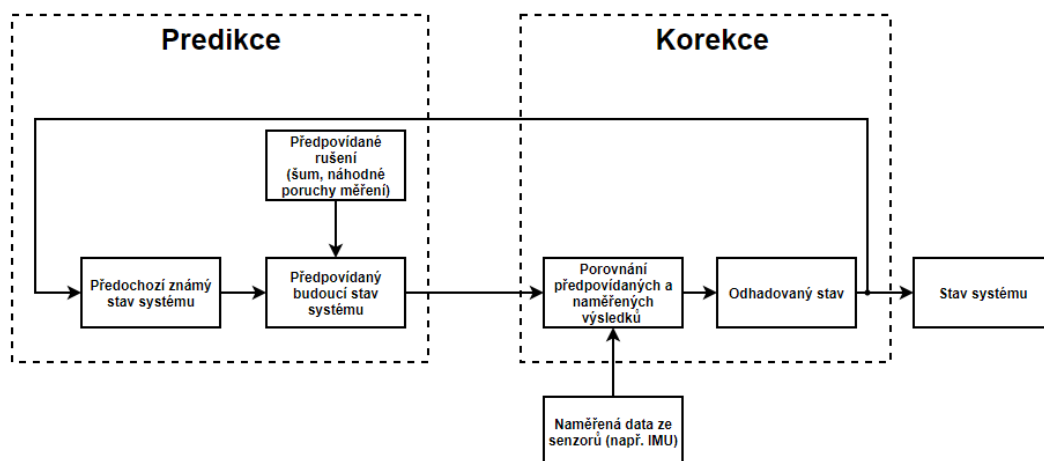 Predikce
Korekce
Předpovídané
rušení
(šum, náhodné
poruchy měření)
Předochozí známý
stav systému
Předpovídaný
budoucí stav
systému
Porovnání
předpovídaných a
naměřených
výsledků
Odhadovaný stav
Stav systému
Naměřená data ze
senzorů (např. IMU)